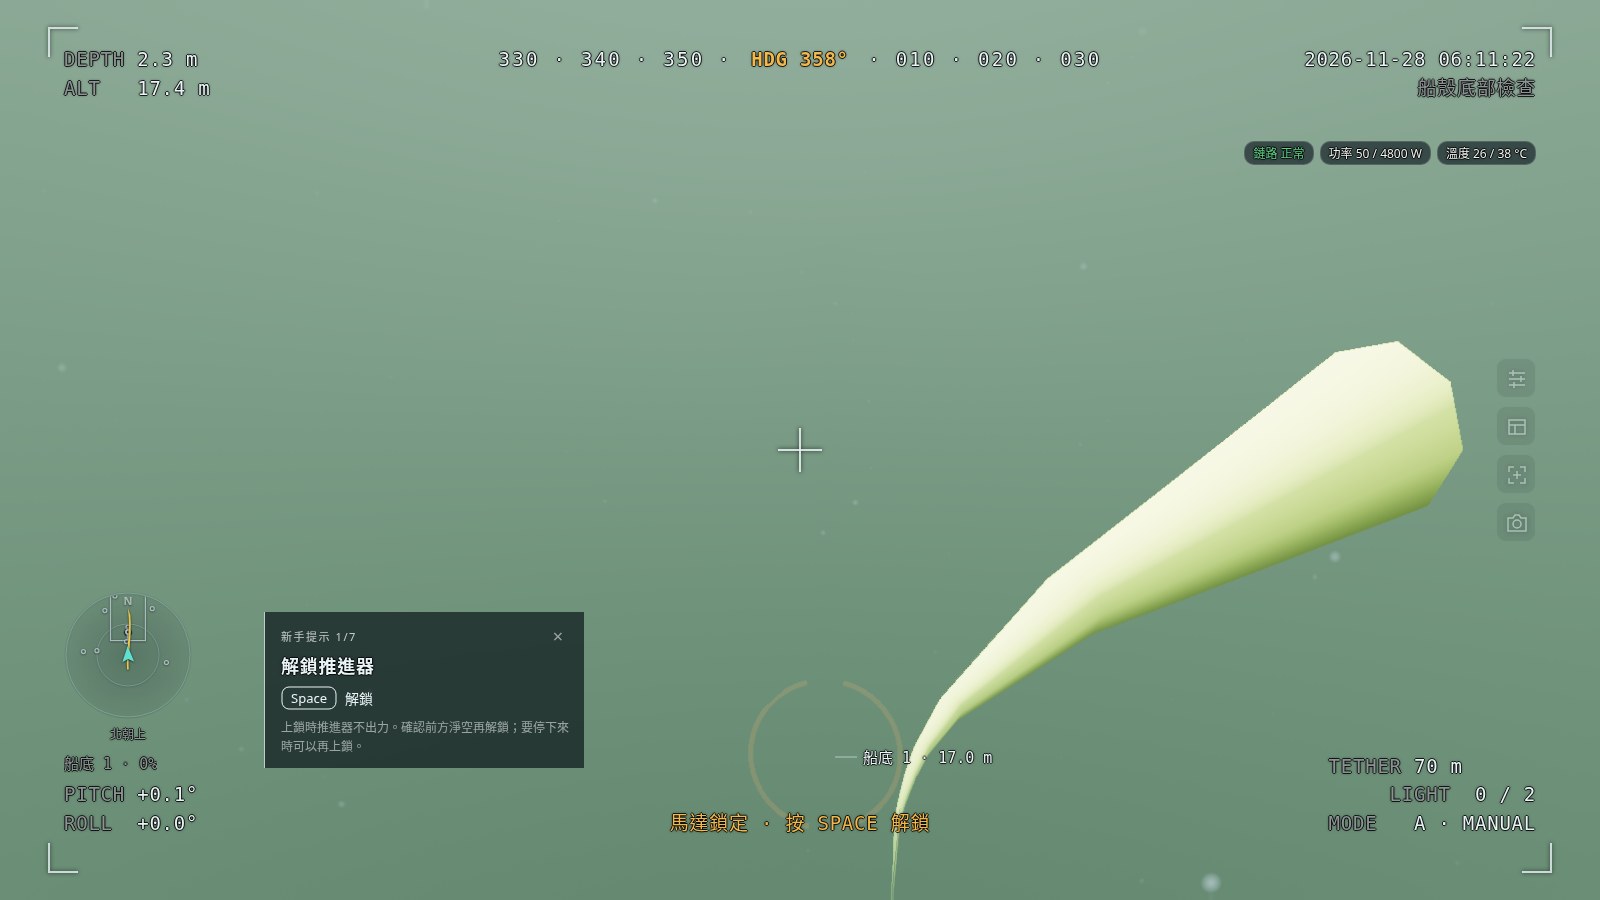 DEPTH 2.3 m
ALT 17.4 m
330 · 340 · 350 · HDG 358° · 010 · 020 · 030
2026-11-28 06:11:22
船殼底部檢查
鏈路 正常
功率 50 / 4800 W
溫度 26 / 38 °C
N
北朝上
船底 1 · 0%
PITCH +0.1°
ROLL +0.0°
新手提示 1/7
解鎖推進器
Space 解鎖
上鎖時推進器不出力。確認前方淨空再解鎖；要停下來
時可以再上鎖。
船底 1 · 17.0 m
馬達鎖定 · 按 SPACE 解鎖
TETHER 70 m
LIGHT 0 / 2
MODE A · MANUAL